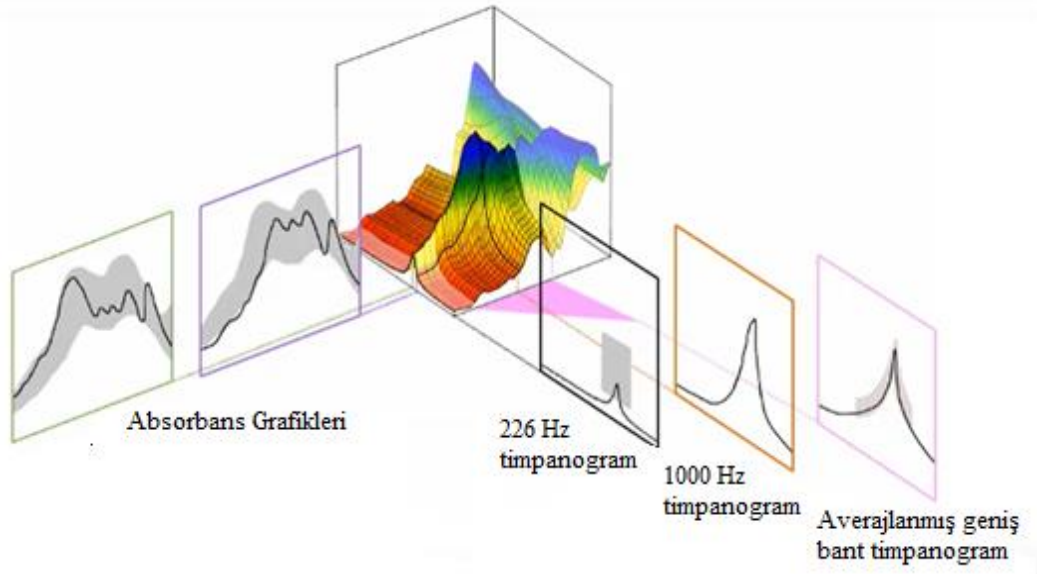 Absorbans Grafikleri
226 Hz
timpanogram
1000 Hz
timpanogram
Averajlanmış geniş
bant timpanogram